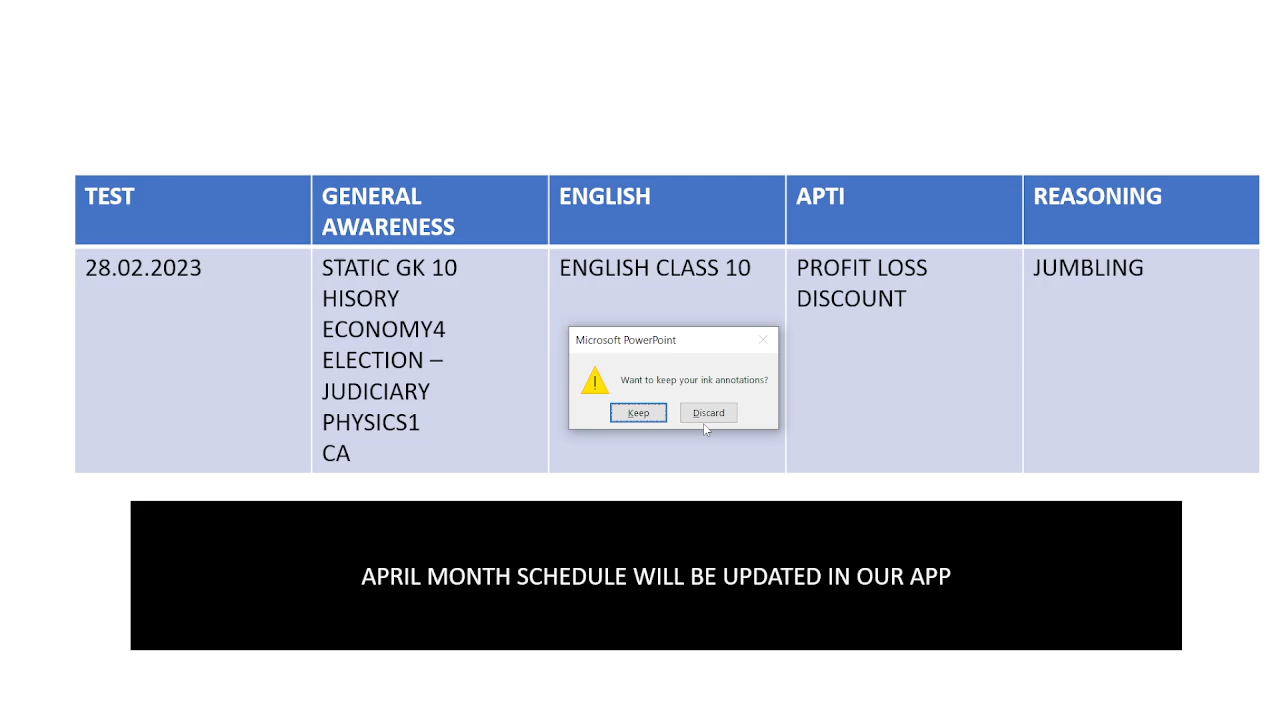 TEST
GENERAL
AWARENESS
ENGLISH
APTI
REASONING
28.02.2023
STATIC GK 10
HISORY
ECONOMY4
ELECTION –
JUDICIARY
PHYSICS1
CA
ENGLISH CLASS 10
PROFIT LOSS
DISCOUNT
JUMBLING
Microsoft PowerPoint
Want to keep your ink annotations?
Keep
Discard
APRIL MONTH SCHEDULE WILL BE UPDATED IN OUR APP